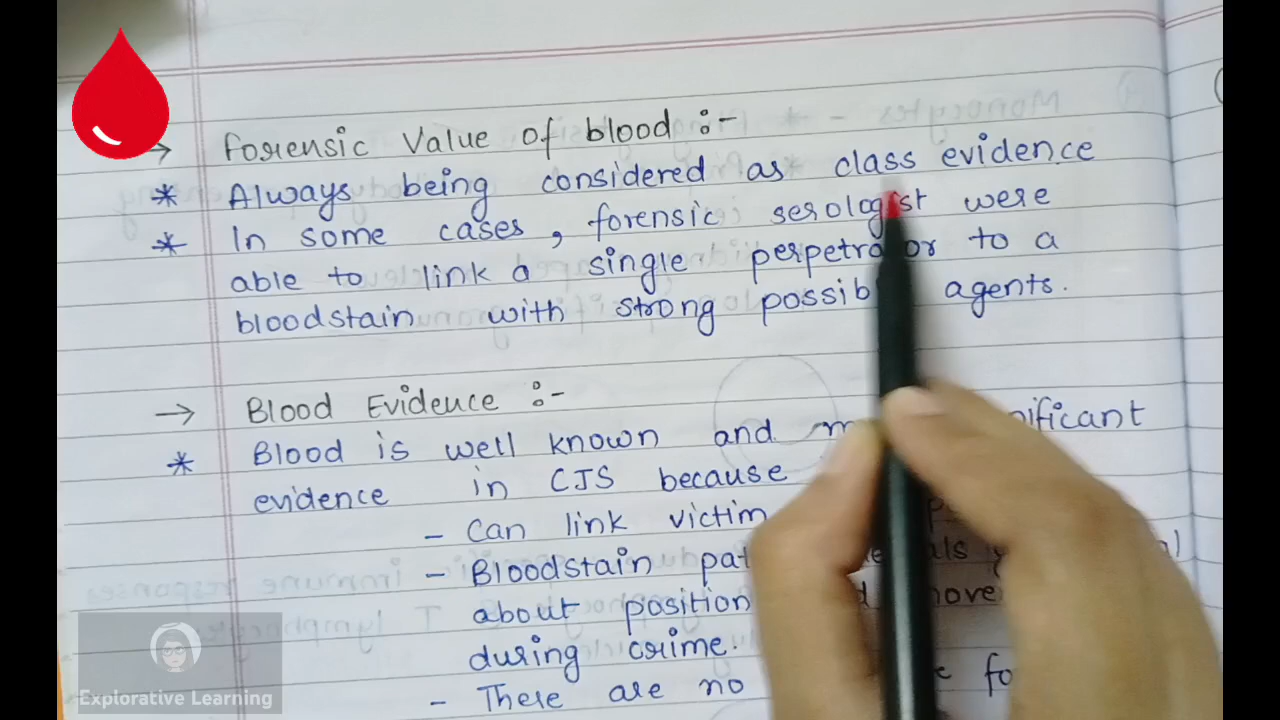 → Forensic Value of blood :-
* Always being considered as class evidence
* In some cases, forensic serologist were
able to link a single perpetrator to a
bloodstain with strong possible agents.
→ Blood Evidence :-
* Blood is well known and
evidence in CJS because
- Can link victim
- Bloodstain
about position
during crime.
- There are no
Explorative Learning